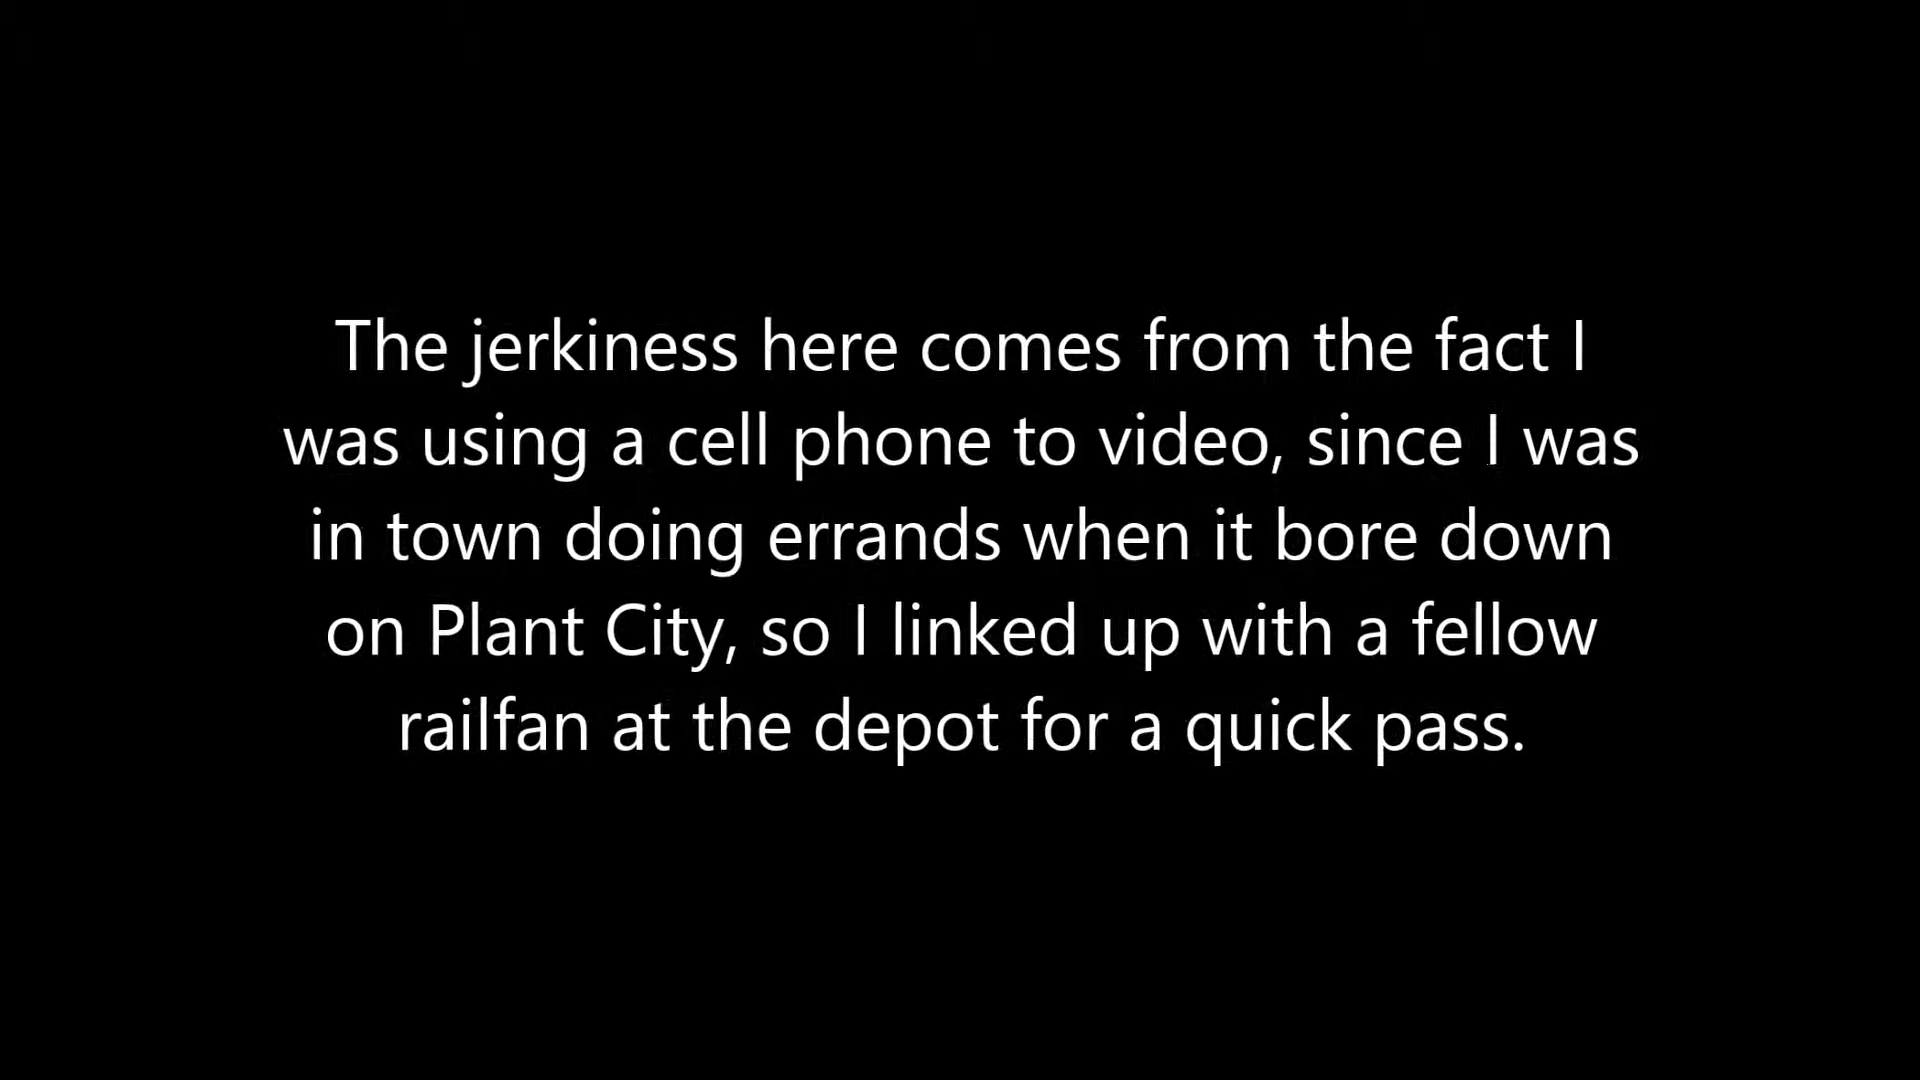 The jerkiness here comes from the fact I
was using a cell phone to video, since I was
in town doing errands when it bore down
on Plant City, so I linked up with a fellow
railfan at the depot for a quick pass.